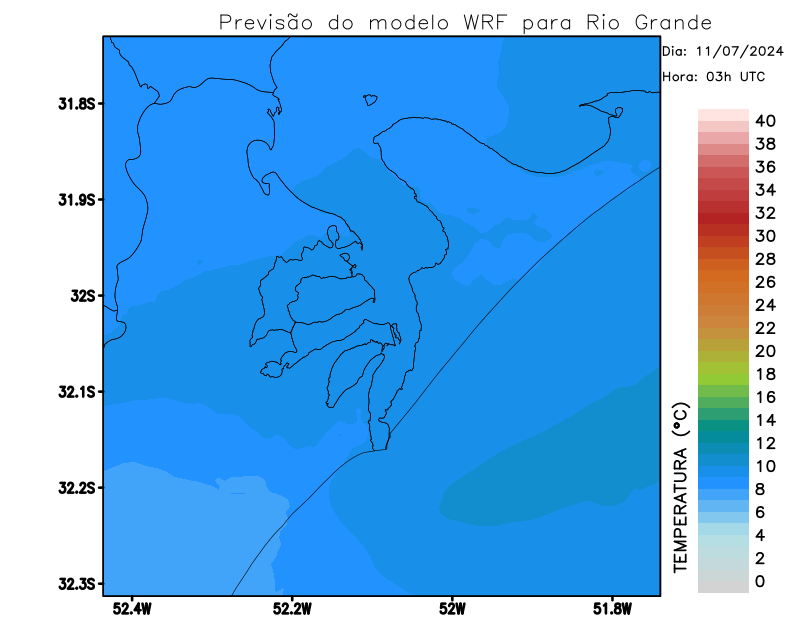 Previsão do modelo WRF para Rio Grande
Dia: 11/07/2024
Hora: 03h UTC
31.8S
31.9S
32S
32.1S
32.2S
32.3S
52.4W
52.2W
52W
51.8W
TEMPERATURA (°C)
40
38
36
34
32
30
28
26
24
22
20
18
16
14
12
10
8
6
5
4
2
0